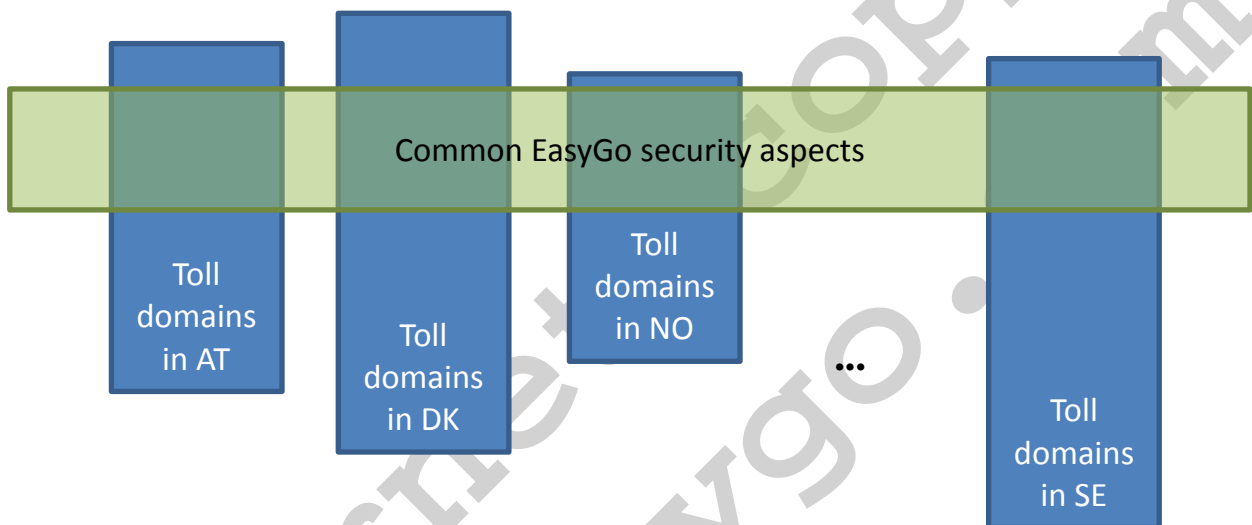 Common EasyGo security aspects
Toll
domains
in AT
Toll
domains
in DK
Toll
domains
in NO
...
Toll
domains
in SE